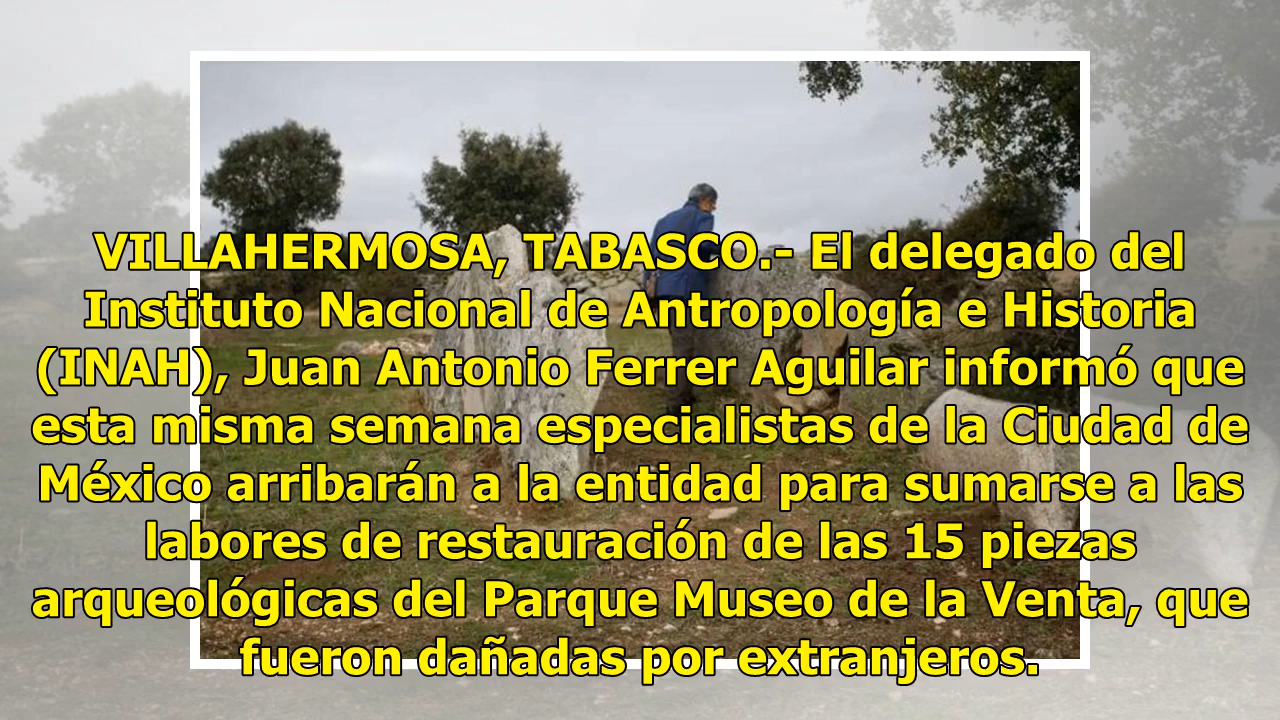 VILLAHERMOSA, TABASCO.- El delegado del
Instituto Nacional de Antropología e Historia
(INAH), Juan Antonio Ferrer Aguilar informó que
esta misma semana especialistas de la Ciudad de
México arribarán a la entidad para sumarse a las
labores de restauración de las 15 piezas
arqueológicas del Parque Museo de la Venta, que
fueron dañadas por extranjeros.